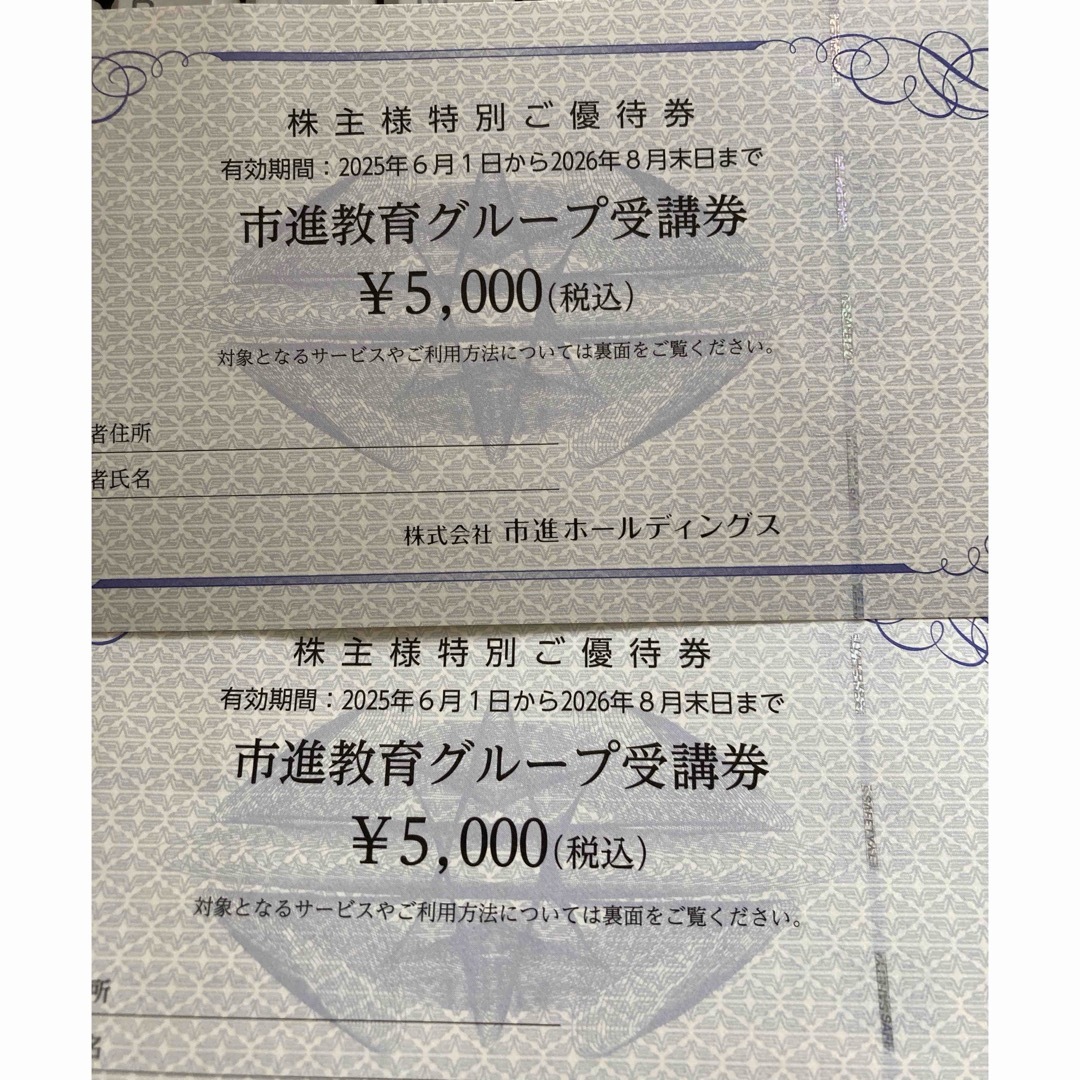 株主様特別ご優待券
有効期間：2025年6月1日から2026年8月末日まで
市進教育グループ受講券
￥5,000(税込)
対象となるサービスやご利用方法については裏面をご覧ください。
者住所
者氏名
株式会社 市進ホールディングス
株主様特別ご優待券
有効期間：2025年6月1日から2026年8月末日まで
市進教育グループ受講券
￥5,000(税込)
対象となるサービスやご利用方法については裏面をご覧ください。
所
名